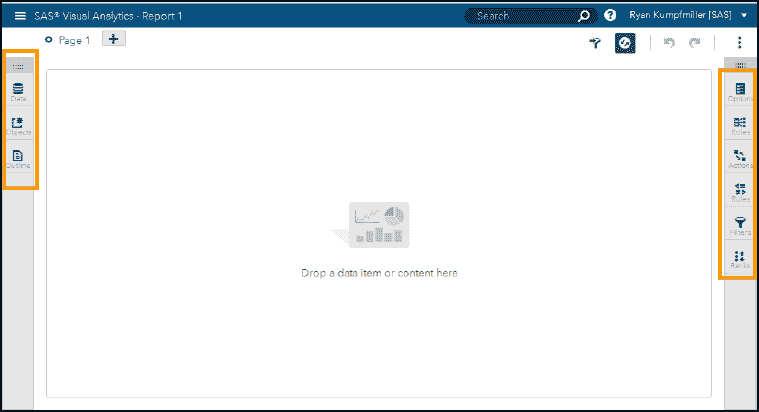 SAS® Visual Analytics - Report 1
Search
Ryan Kumpfmiller [SAS]
Page 1
Data
Objects
Outline
Drop a data item or content here
Options
Roles
Actions
Rules
Filters
Ranks